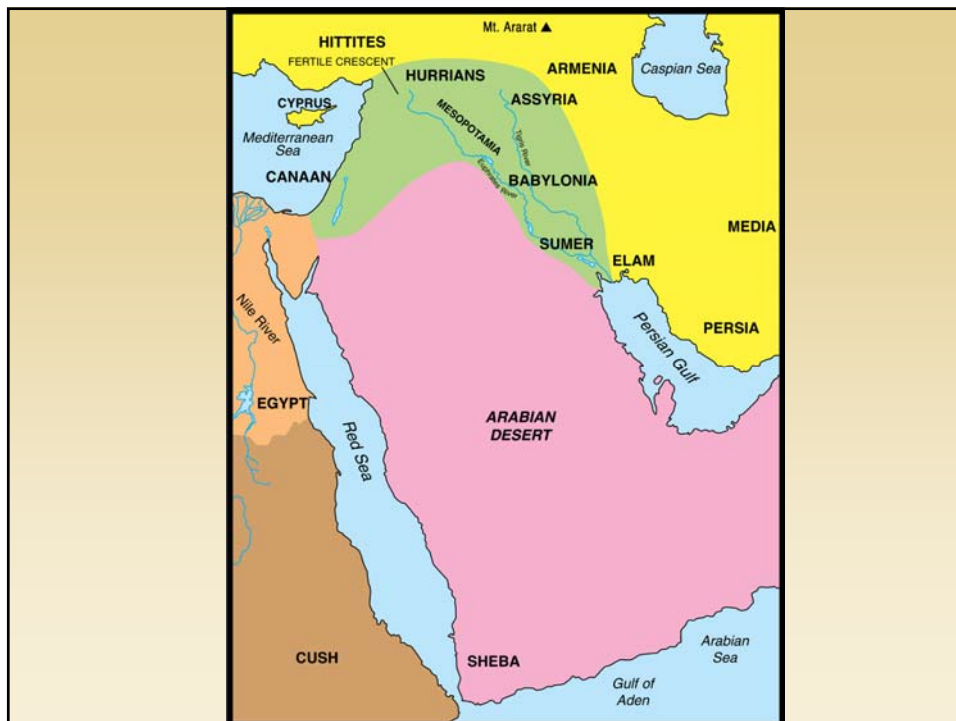 Mt. Ararat
HITTITES
FERTILE CRESCENT
HURRIANS
ARMENIA
Caspian Sea
ASSYRIA
CYPRUS
MESOPOTAMIA
Tigris River
Mediterranean
Sea
CANAAN
Euphrates River
BABYLONIA
MEDIA
SUMER
ELAM
Nile River
Persian Gulf
PERSIA
EGYPT
Red Sea
ARABIAN
DESERT
CUSH
SHEBA
Arabian
Sea
Gulf of
Aden